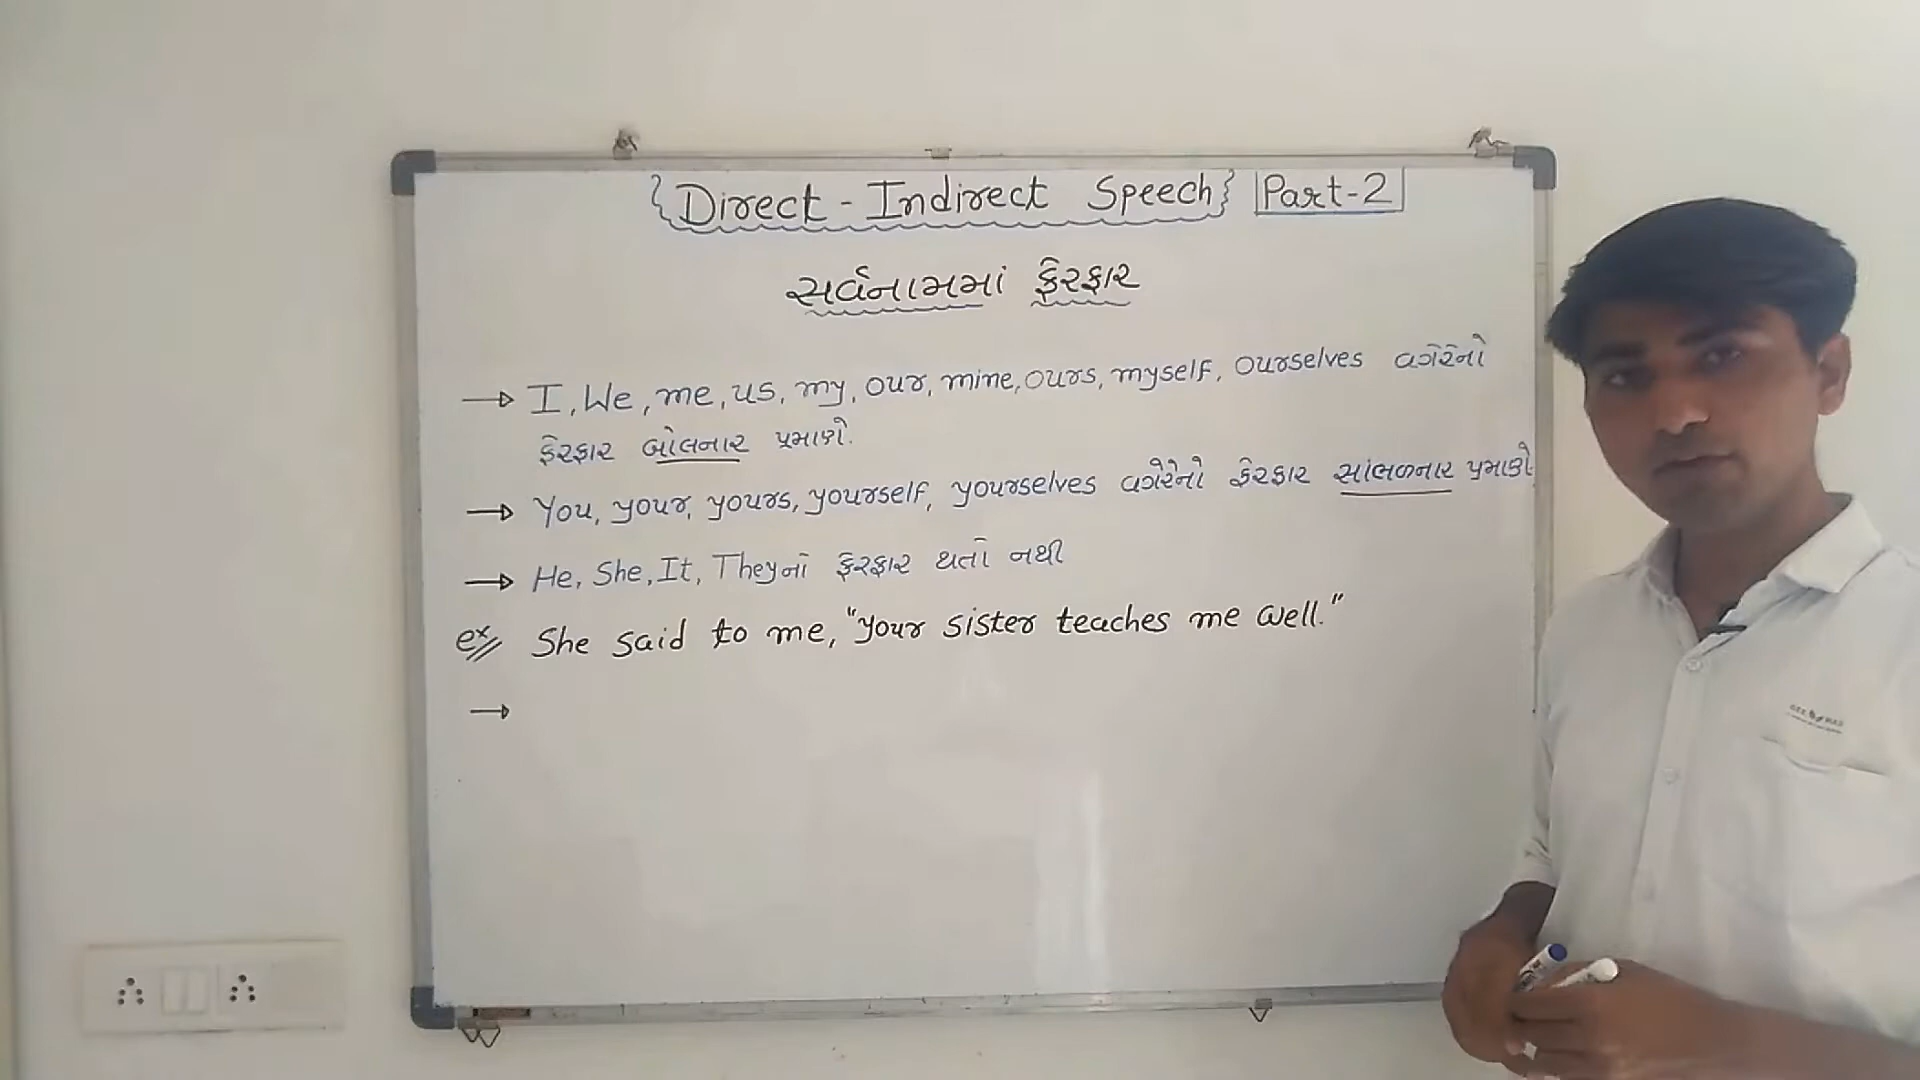 Direct - Indirect Speech Part-2
સર્વનામમાં ફેરફાર
→ I, We, me, us, my, our, mine, ours, myself, ourselves વગેરેનો
ફેરફાર બોલનાર પ્રમાણે.
→ You, your, yours, yourself, yourselves વગેરેનો ફેરફાર સાંભળનાર પ્રમાણે
→ He, She, It, Theyનો ફેરફાર થતો નથી
ex She said to me, "Your sister teaches me well."
→